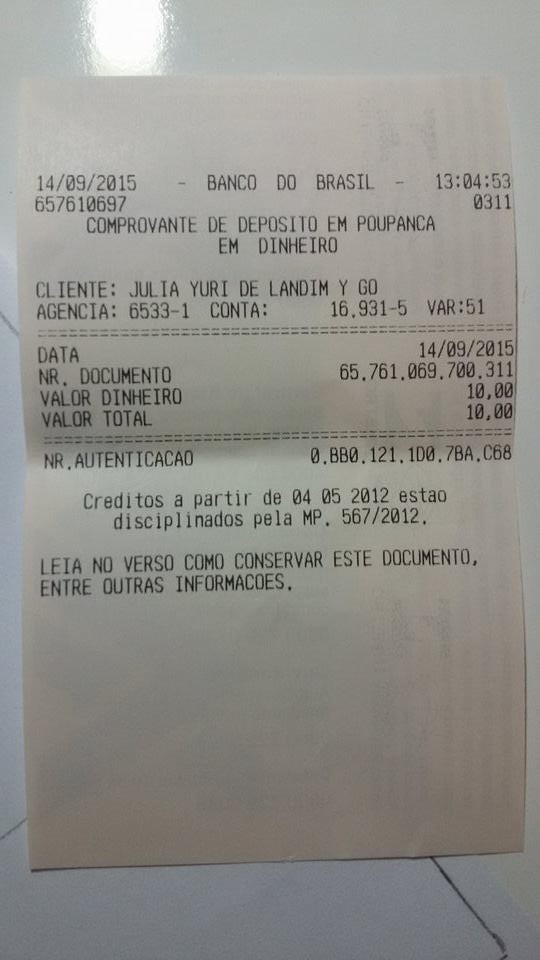 14/09/2015 - BANCO DO BRASIL - 13:04:53
657610697 0311
COMPROVANTE DE DEPOSITO EM POUPANCA
EM DINHEIRO
CLIENTE: JULIA YURI DE LANDIM Y GO
AGENCIA: 6533-1 CONTA: 16.931-5 VAR:51
================================================
DATA 14/09/2015
NR. DOCUMENTO 65.761.069.700.311
VALOR DINHEIRO 10,00
VALOR TOTAL 10,00
================================================
NR.AUTENTICACAO 0.BB0.121.1D0.7BA.C68
Creditos a partir de 04 05 2012 estao
disciplinados pela MP. 567/2012.
LEIA NO VERSO COMO CONSERVAR ESTE DOCUMENTO,
ENTRE OUTRAS INFORMACOES.